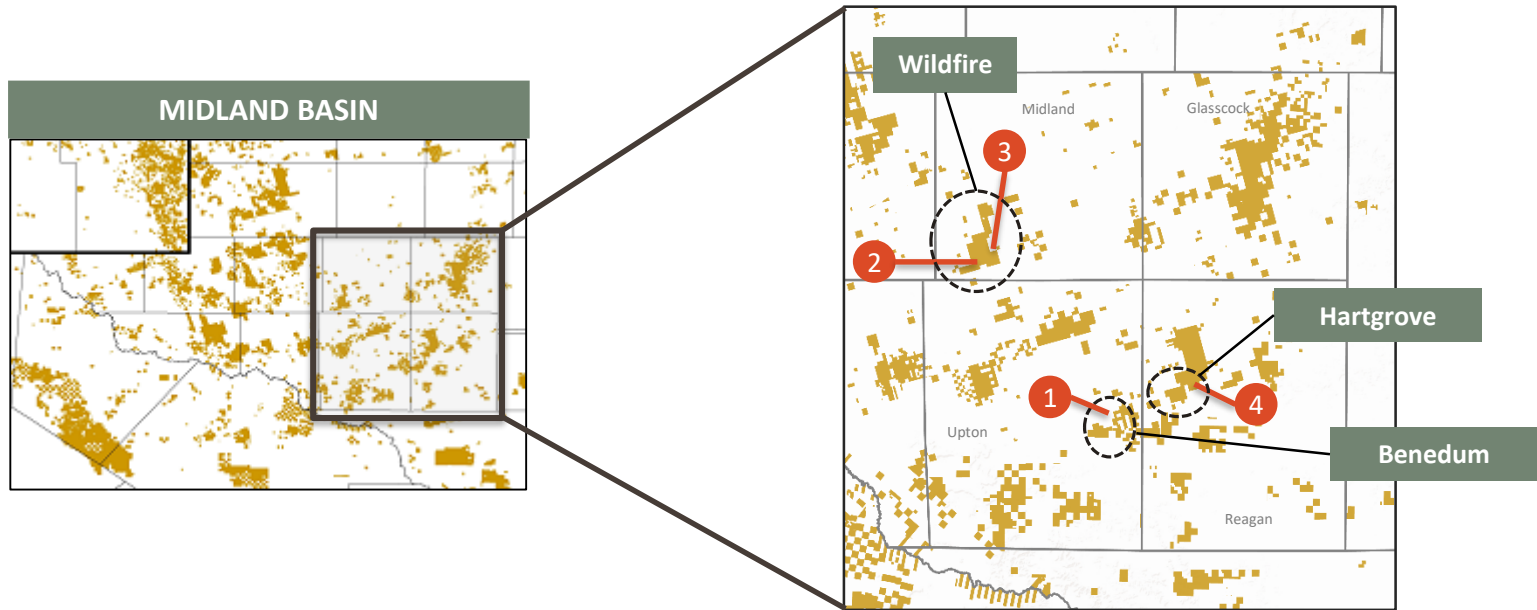 MIDLAND BASIN
Wildfire
Midland
Glasscock
3
2
Hartgrove
1
4
Upton
Benedum
Reagan